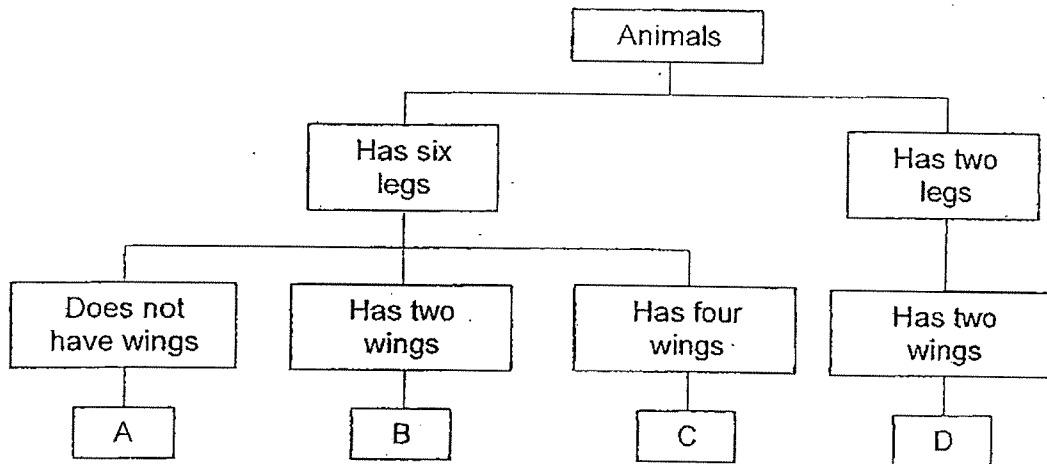 Animals
Has six
legs
Has two
legs
Does not
have wings
Has two
wings
Has four
wings
Has two
wings
A
B
C
D